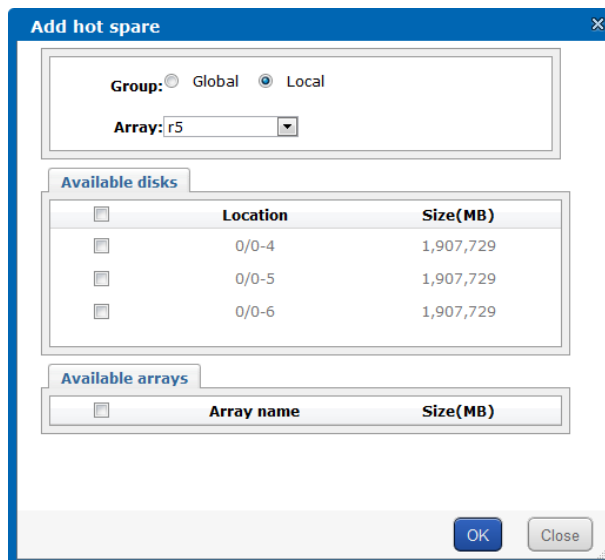 Add hot spare
Group: Global Local
Array: r5
Available disks
Location Size(MB)
0/0-4 1,907,729
0/0-5 1,907,729
0/0-6 1,907,729
Available arrays
Array name Size(MB)
OK Close